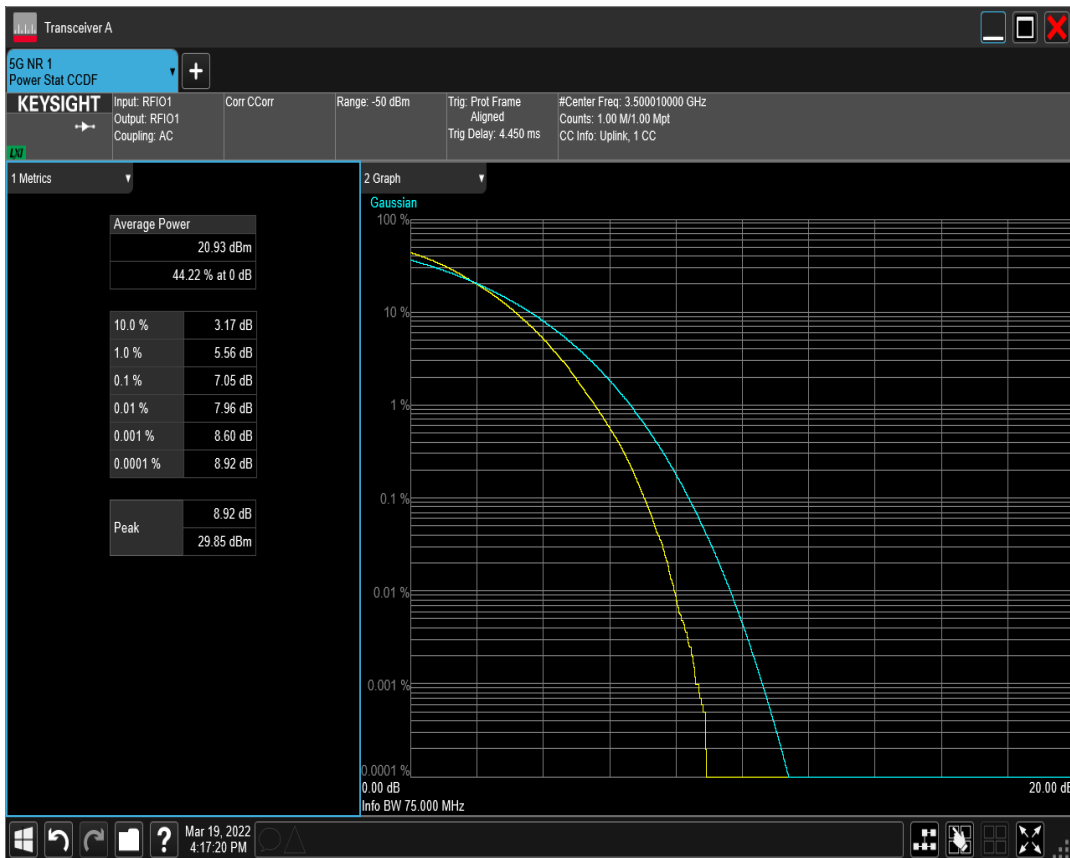 Transceiver A
5G NR 1
Power Stat CCDF
+
KEYSIGHT
LXI
Input: RFIO1
Output: RFIO1
Coupling: AC
Corr CCorr
Range: -50 dBm
Trig: Prot Frame
Aligned
Trig Delay: 4.450 ms
#Center Freq: 3.500010000 GHz
Counts: 1.00 M/1.00 Mpt
CC Info: Uplink, 1 CC
1 Metrics
Average Power
20.93 dBm
44.22 % at 0 dB
10.0 % 3.17 dB
1.0 % 5.56 dB
0.1 % 7.05 dB
0.01 % 7.96 dB
0.001 % 8.60 dB
0.0001 % 8.92 dB
Peak
8.92 dB
29.85 dBm
2 Graph
Gaussian
100 %
10 %
1 %
0.1 %
0.01 %
0.001 %
0.0001 %
0.00 dB
20.00 dB
Info BW 75.000 MHz
?
Mar 19, 2022
4:17:20 PM